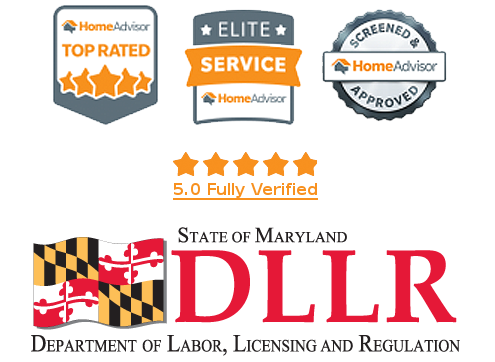 HomeAdvisor
TOP RATED
ELITE
SERVICE
HomeAdvisor
SCREENED &
HomeAdvisor
APPROVED
5.0 Fully Verified
STATE OF MARYLAND
DLLR
DEPARTMENT OF LABOR, LICENSING AND REGULATION